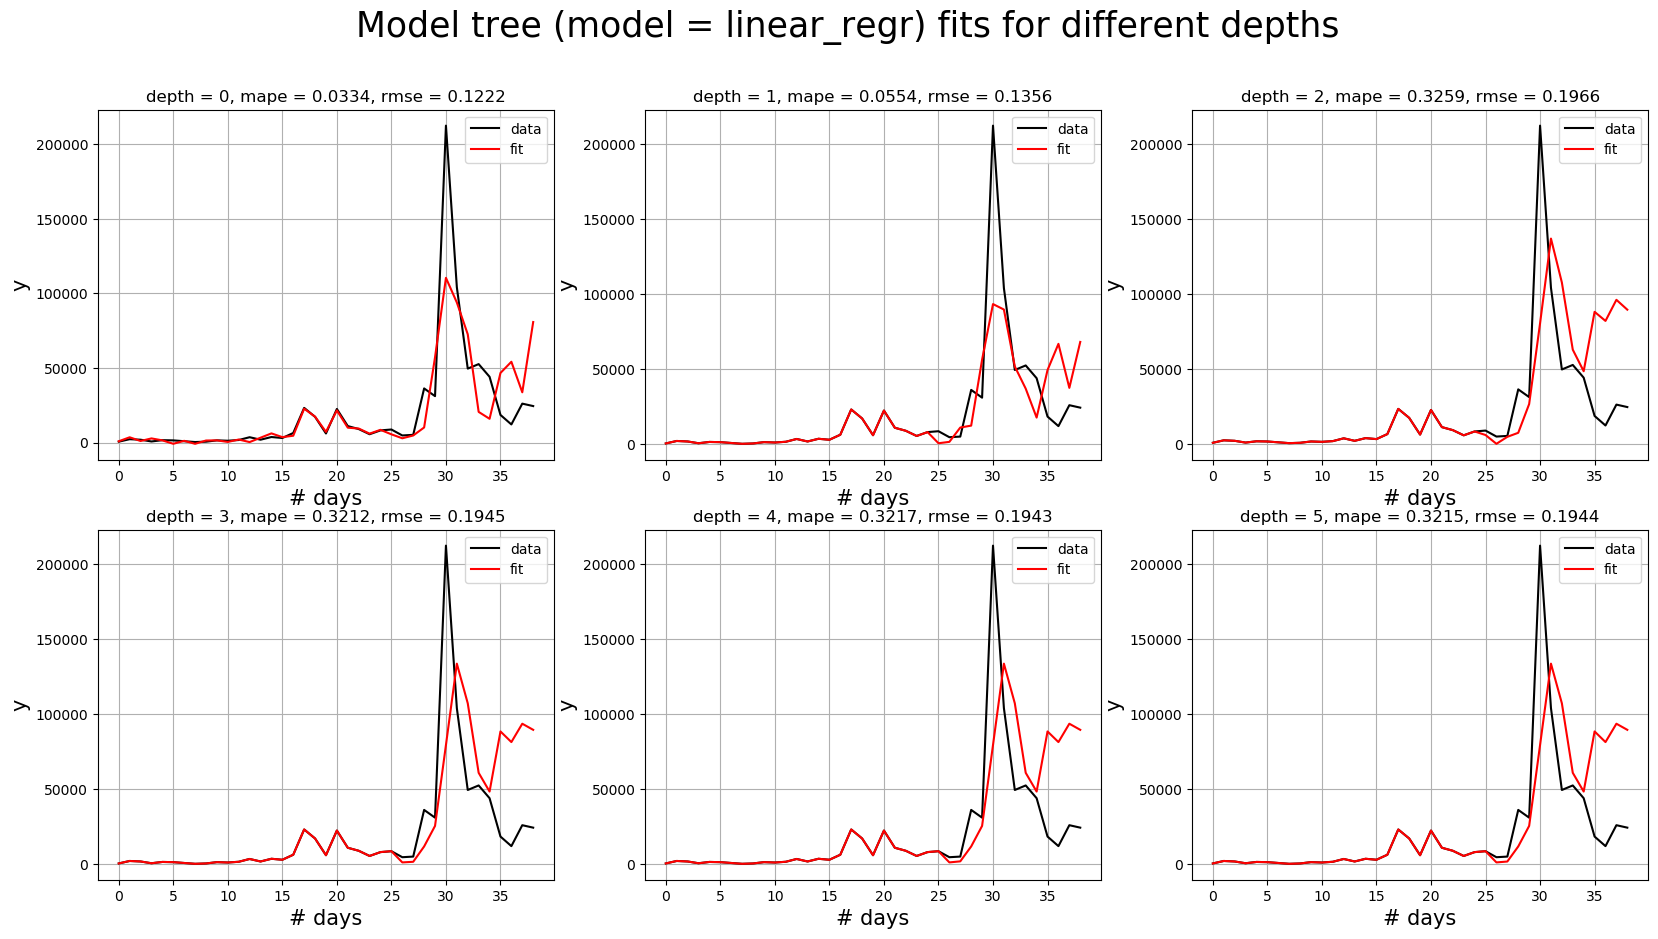 Model tree (model = linear_regr) fits for different depths
depth = 0, mape = 0.0334, rmse = 0.1222
data
fit
200000
150000
100000
50000
0
y
0 5 10 15 20 25 30 35
# days
depth = 1, mape = 0.0554, rmse = 0.1356
data
fit
200000
150000
100000
50000
0
y
0 5 10 15 20 25 30 35
# days
depth = 2, mape = 0.3259, rmse = 0.1966
data
fit
200000
150000
100000
50000
0
y
0 5 10 15 20 25 30 35
# days
depth = 3, mape = 0.3212, rmse = 0.1945
data
fit
200000
150000
100000
50000
0
y
0 5 10 15 20 25 30 35
# days
depth = 4, mape = 0.3217, rmse = 0.1943
data
fit
200000
150000
100000
50000
0
y
0 5 10 15 20 25 30 35
# days
depth = 5, mape = 0.3215, rmse = 0.1944
data
fit
200000
150000
100000
50000
0
y
0 5 10 15 20 25 30 35
# days